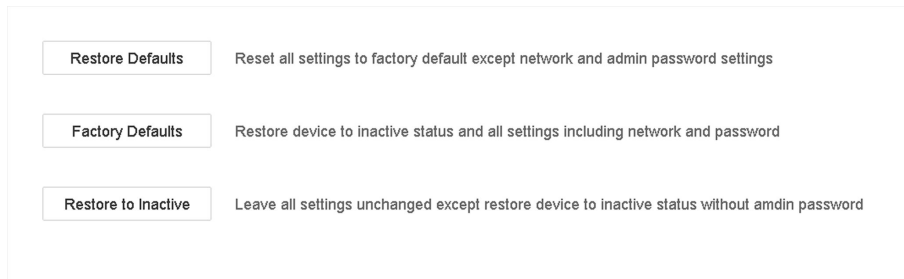 Restore Defaults Reset all settings to factory default except network and admin password settings
Factory Defaults Restore device to inactive status and all settings including network and password
Restore to Inactive Leave all settings unchanged except restore device to inactive status without amdin password